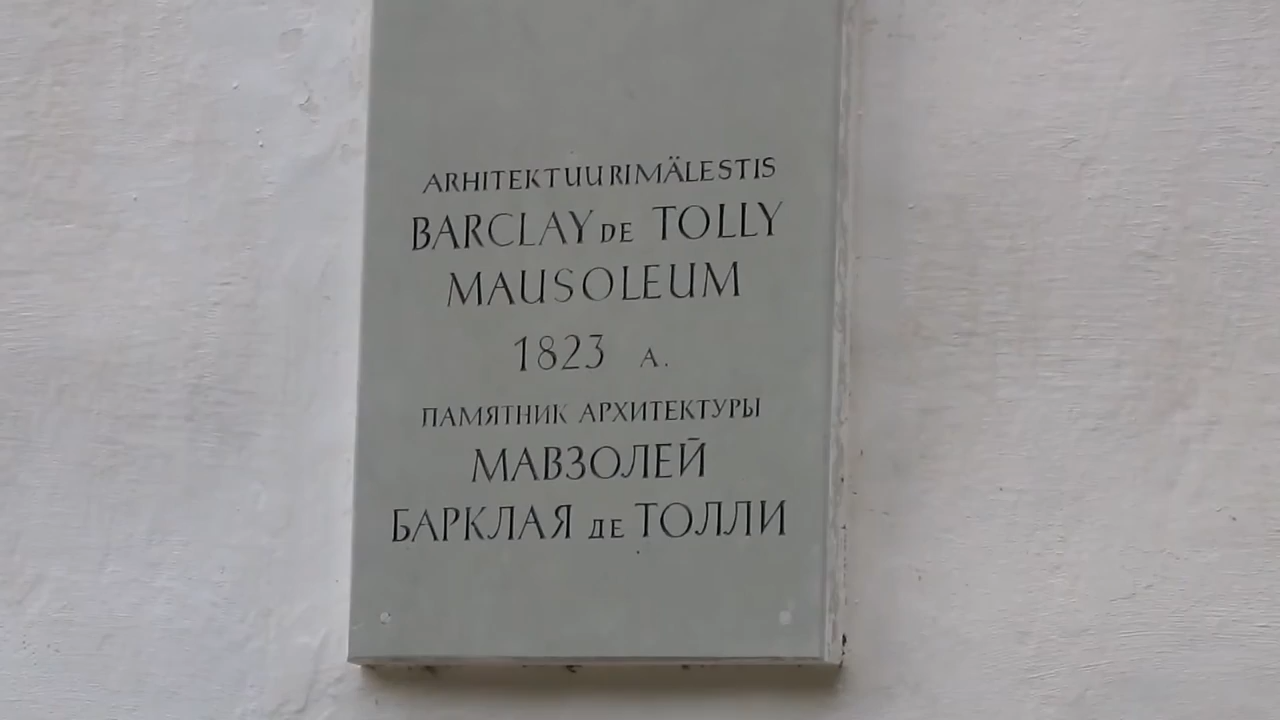 ARHITEKTUURIMÄLESTIS
BARCLAY DE TOLLY
MAUSOLEUM
1823 A.
ПАМЯТНИК АРХИТЕКТУРЫ
МАВЗОЛЕЙ
БАРКЛАЯ ДЕ ТОЛЛИ